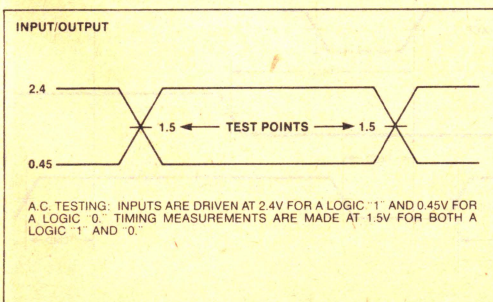 INPUT/OUTPUT
2.4
1.5 TEST POINTS 1.5
0.45
A.C. TESTING: INPUTS ARE DRIVEN AT 2.4V FOR A LOGIC "1" AND 0.45V FOR
A LOGIC "0." TIMING MEASUREMENTS ARE MADE AT 1.5V FOR BOTH A
LOGIC "1" AND "0."